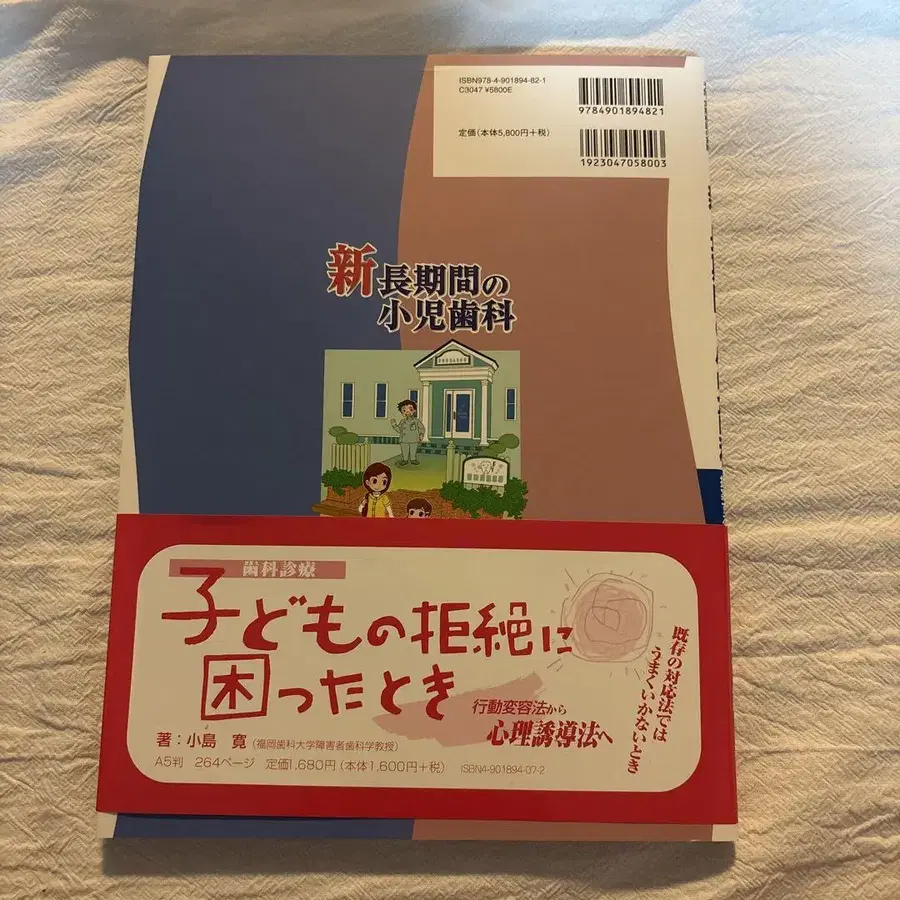 ISBN978-4-901894-82-1
C3047 ¥5800E
9784901894821
定価(本体5,800円+税)
1923047058003
新長期間の
小児歯科
歯科診療
子どもの拒絶に
困ったとき
行動変容法から
心理誘導法へ
既存の対応法では
うまくいかないとき
著:小島 寛(福岡歯科大学障害者歯科学教授)
A5判 264ページ 定価1,680円(本体1,600円+税) ISBN4-901894-07-2